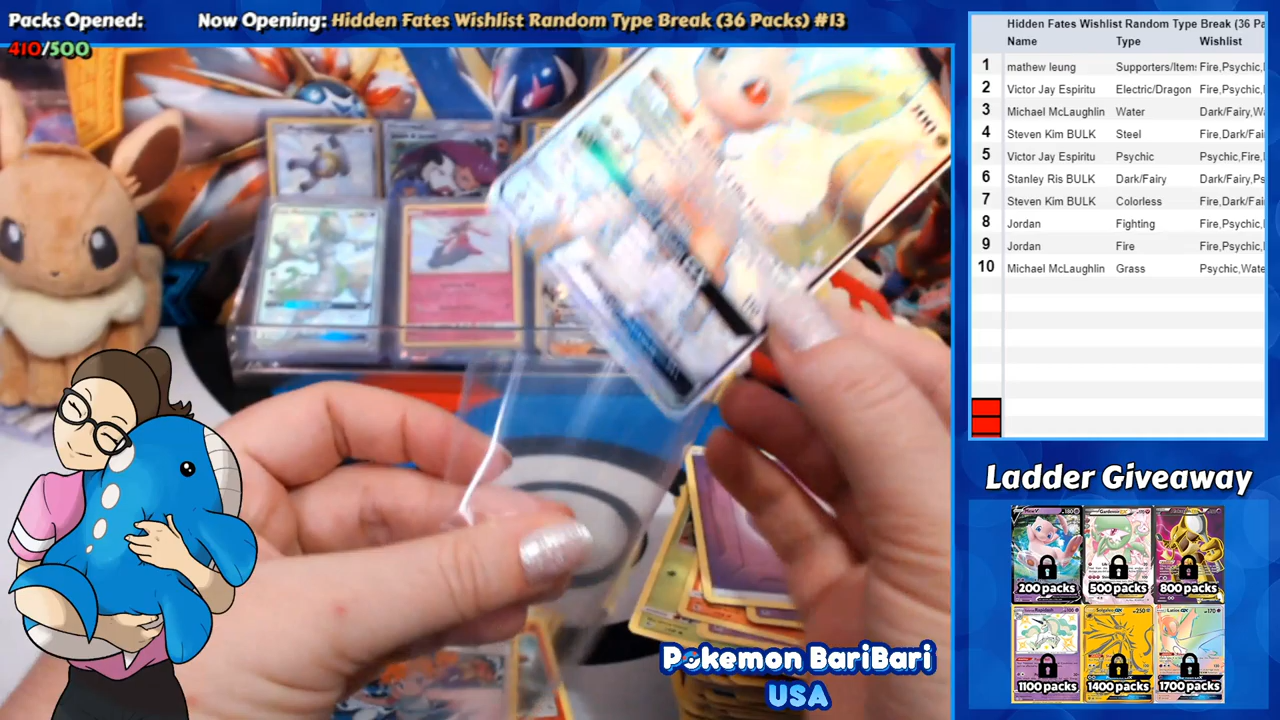 Packs Opened:
410/500
Now Opening: Hidden Fates Wishlist Random Type Break (36 Packs) #13
Hidden Fates Wishlist Random Type Break (36 Pa
Name Type Wishlist
1 mathew leung Supporters/Item: Fire,Psychic,
2 Victor Jay Espiritu Electric/Dragon Fire,Psychic,
3 Michael McLaughlin Water Dark/Fairy,Wa
4 Steven Kim BULK Steel Fire,Dark/Fai
5 Victor Jay Espiritu Psychic Psychic,Fire,
6 Stanley Ris BULK Dark/Fairy Dark/Fairy,Ps
7 Steven Kim BULK Colorless Fire,Dark/Fai
8 Jordan Fighting Fire,Psychic,
9 Jordan Fire Fire,Psychic,
10 Michael McLaughlin Grass Psychic,Wate
Ladder Giveaway
200 packs
500 packs
800 packs
1100 packs
1400 packs
1700 packs
Pokemon BariBari
USA